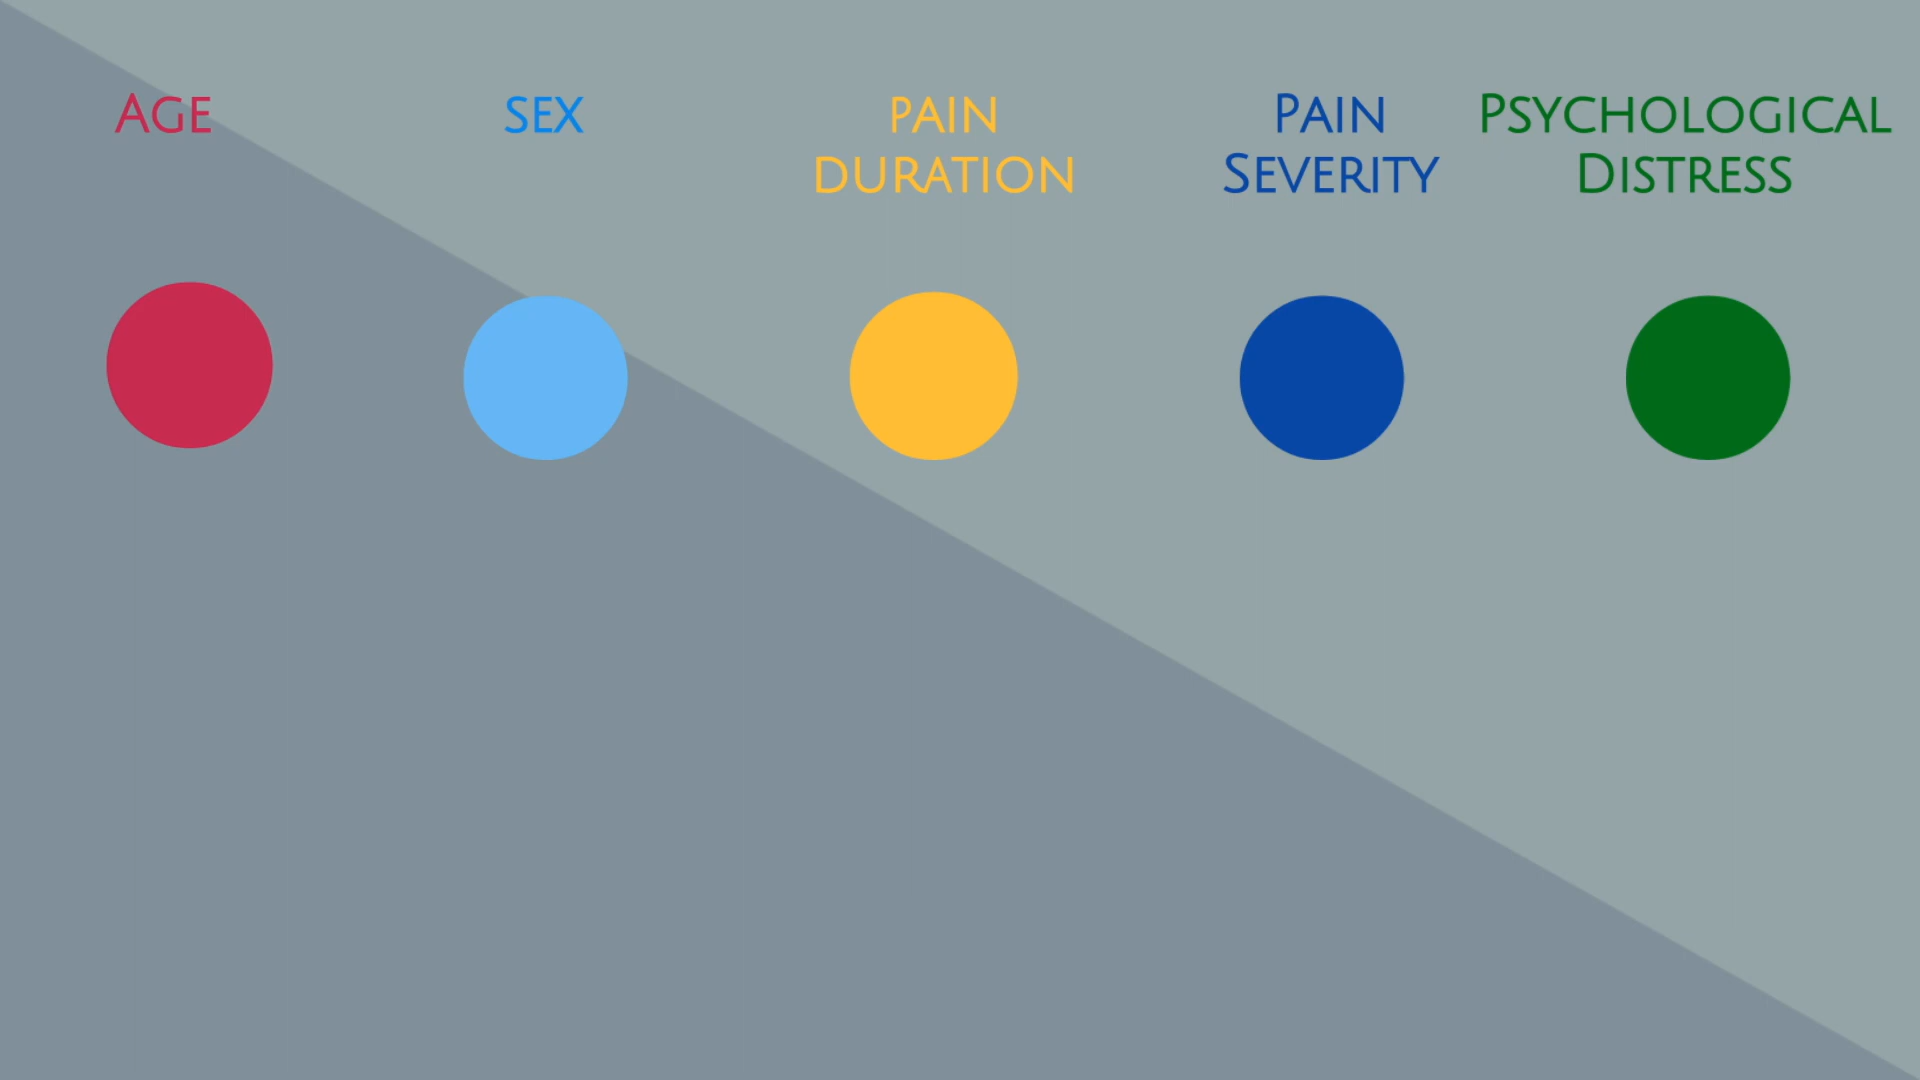 AGE
SEX
PAIN
DURATION
PAIN
SEVERITY
PSYCHOLOGICAL
DISTRESS